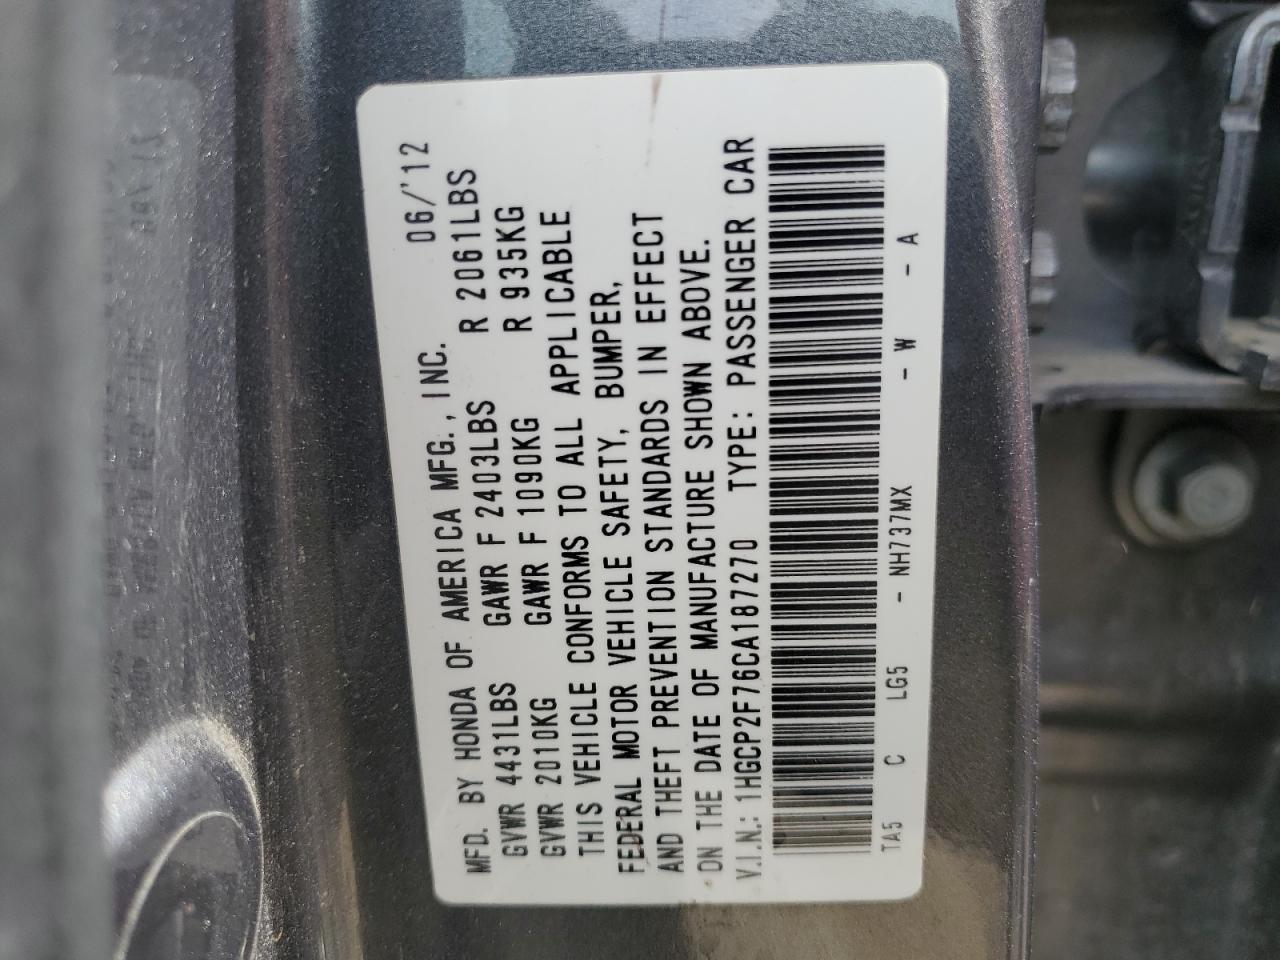 MFD. BY HONDA OF AMERICA MFG., INC. 06/'12
GVWR 4431LBS GAWR F 2403LBS R 2061LBS
GVWR 2010KG GAWR F 1090KG R 935KG
THIS VEHICLE CONFORMS TO ALL APPLICABLE
FEDERAL MOTOR VEHICLE SAFETY, BUMPER,
AND THEFT PREVENTION STANDARDS IN EFFECT
ON THE DATE OF MANUFACTURE SHOWN ABOVE.
V.I.N.: 1HGCP2F76CA187270 TYPE: PASSENGER CAR
TA5 C LG5 - NH737MX - W - A